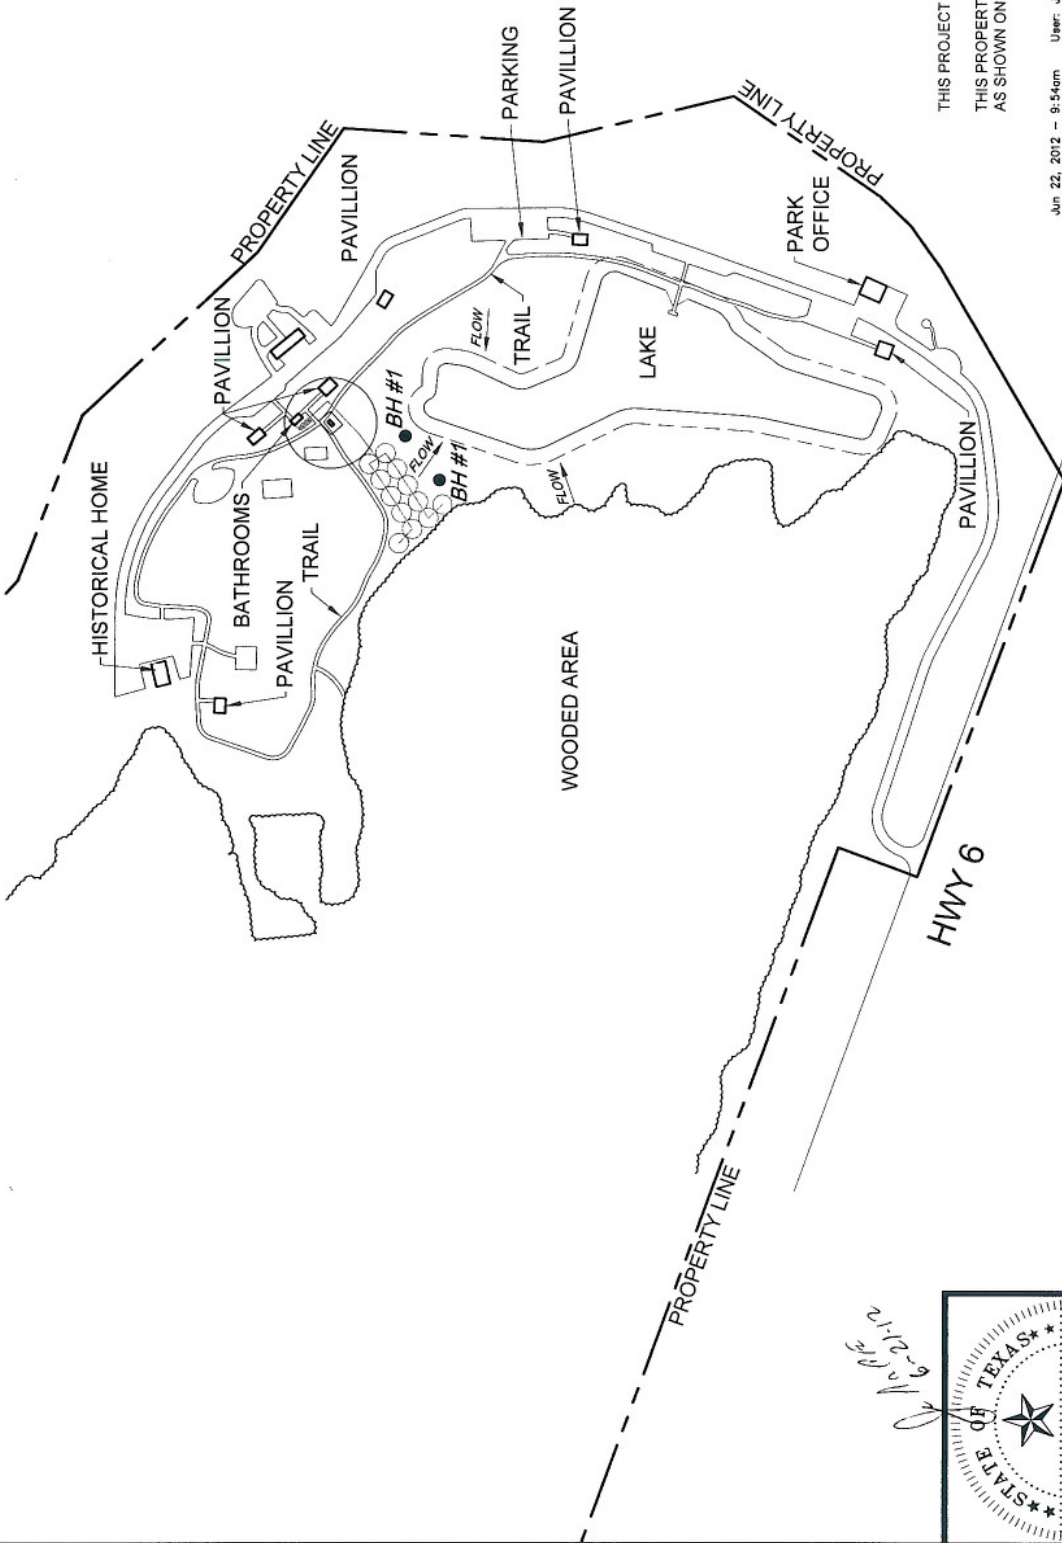 HISTORICAL HOME
PROPERTY LINE
PAVILLION
PAVILLION
BATHROOMS
PAVILLION
TRAIL
BH #1
FLOW
FLOW
BH #1
TRAIL
PARKING
PAVILLION
FLOW
LAKE
WOODED AREA
PROPERTY LINE
PARK
OFFICE
PAVILLION
HWY 6
PROPERTY LINE
THIS PROJECT
THIS PROPERT
AS SHOWN ON
Jun 22, 2012 - 9:54am User: J
6-21-12
STATE OF TEXAS